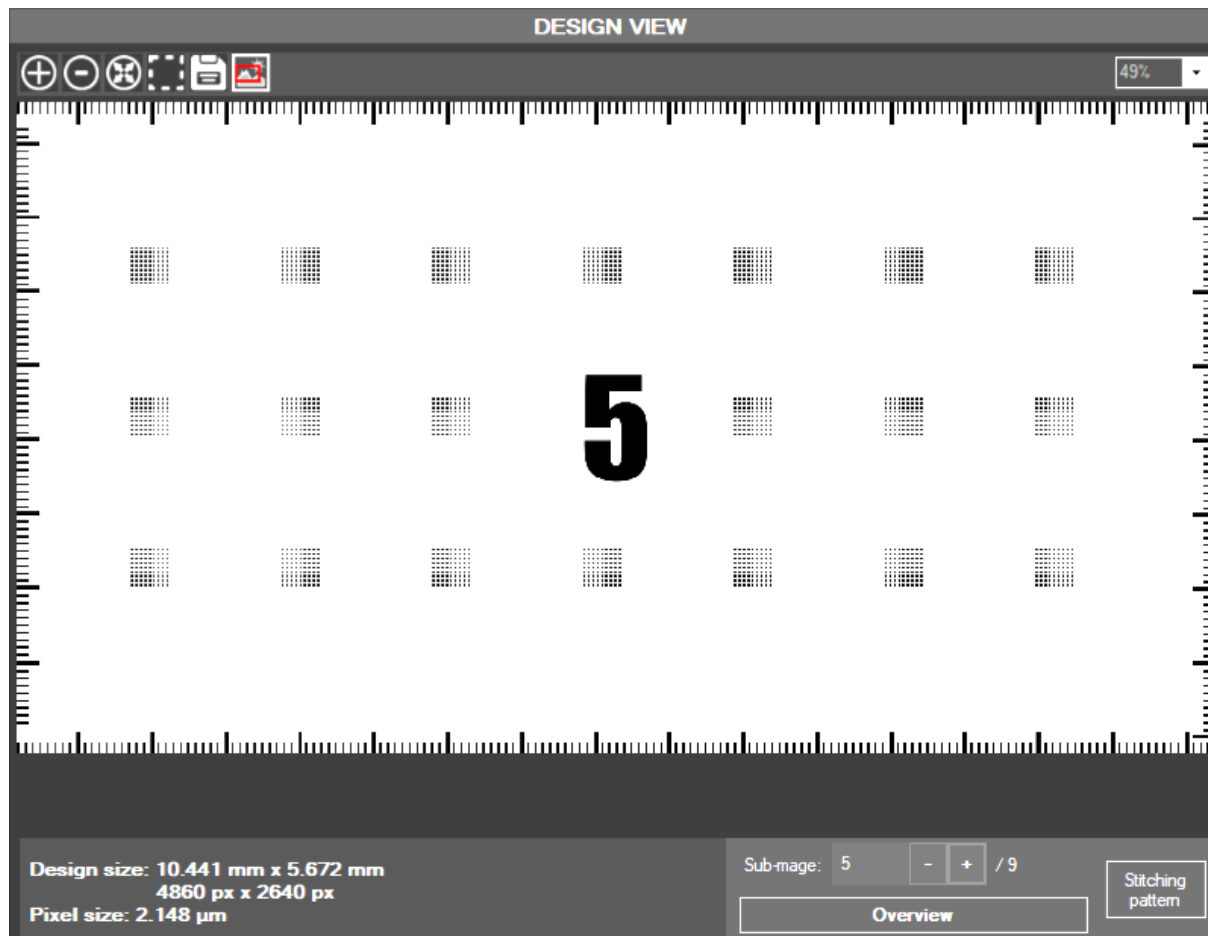 DESIGN VIEW
49%
5
Design size: 10.441 mm x 5.672 mm
4860 px x 2640 px
Pixel size: 2.148 µm
Sub-mage: 5 - + / 9
Overview
Stitching
pattern